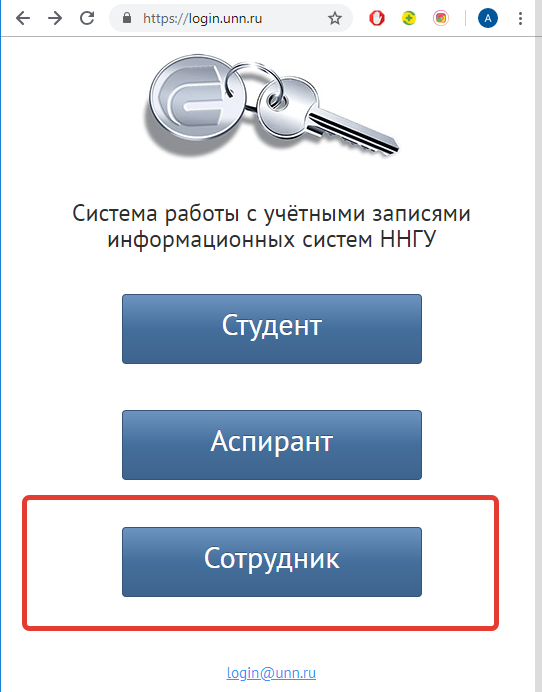 https://login.unn.ru
A
Система работы с учётными записями
информационных систем ННГУ
Студент
Аспирант
Сотрудник
login@unn.ru